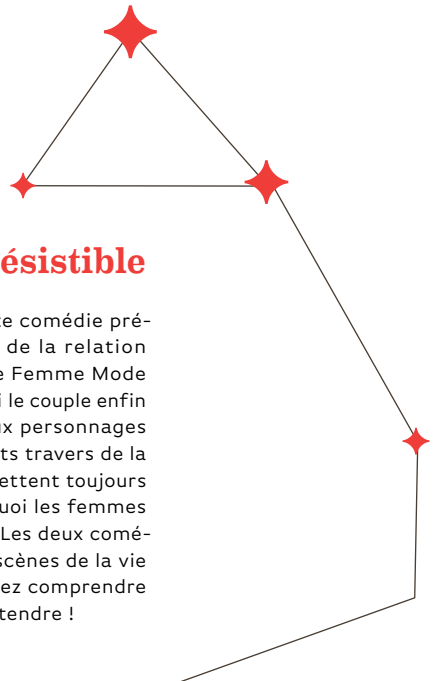 ésistible
te comédie pré-
de la relation
e Femme Mode
i le couple enfin
ux personnages
ts travers de la
ettent toujours
uoi les femmes
Les deux comé-
scènes de la vie
ez comprendre
tendre !